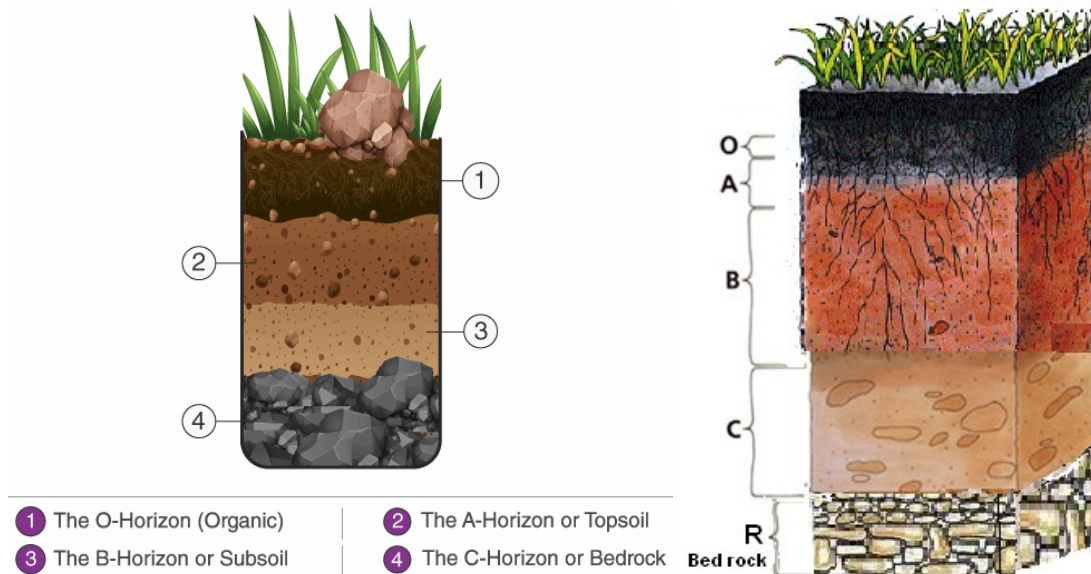 1
2
3
4
1 The O-Horizon (Organic)
2 The A-Horizon or Topsoil
3 The B-Horizon or Subsoil
4 The C-Horizon or Bedrock
O
A
B
C
R
Bed rock